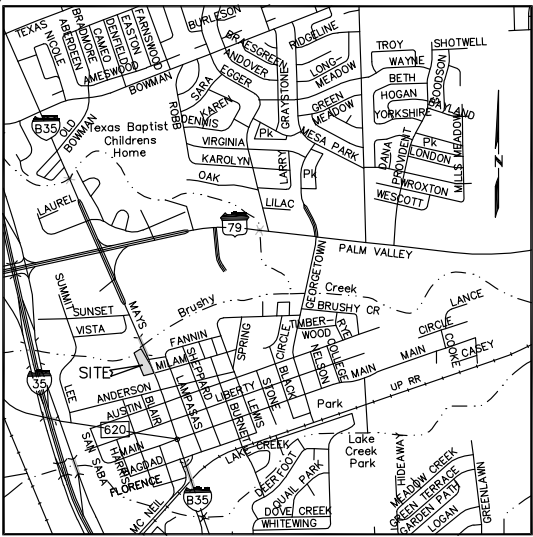 TEXAS
NICOLE
ABERDEEN
BRADMORE
CAMEO
DENFIELD
EASTON
FARNSWOOD
AMESWOOD
BOWMAN
BURLESON
BRAESGREEN
ANDOVER
EGGER
RIDGELINE
LONG-
MEADOW
GRAYSTONE
GREEN
MEADOW
MESA PARK
TROY
SHOTWELL
WAYNE
BETH
WOODSON
HOGAN
BAYLAND
YORKSHIRE
B35
OLD
BOWMAN
Texas Baptist
Childrens
Home
ROBB
SARA
KAREN
DENNIS
VIRGINIA
KAROLYN
OAK
Pk
LARRY
Pk
LILAC
DANA
PROVIDENT
Pk
LONDON
WROXTON
WESCOTT
MILLS MEADOW
N
LAUREL
79
PALM VALLEY
GEORGETOWN
SUMMIT
SUNSET
VISTA
MAYS
Brushy
Creek
BRUSHY CR
LANCE
TIMBER-
WOOD
RYE
CIRCLE
MAIN
COOKE
CASEY
FANNIN
SPRING
CIRCLE
NELSON
COLLEGE
MAIN
SITE
MILAM
SHEPPARD
35
LEE
ANDERSON
AUSTIN
BLAIR
LAMPASAS
LIBERTY
BURNET
LEWIS
STONE
BLACK
Park
UP RR
620
SAN SABA
HARRIS
MAIN
BAGDAD
FLORENCE
MC NEIL
B35
LAKE CREEK
DEER FOOT
QUAIL PARK
DOVE CREEK
WHITEWING
Lake
Creek
Park
HIDEAWAY
MEADOW CREEK
GREEN TERRACE
GARDEN PATH
LOGAN
GREENLAWN